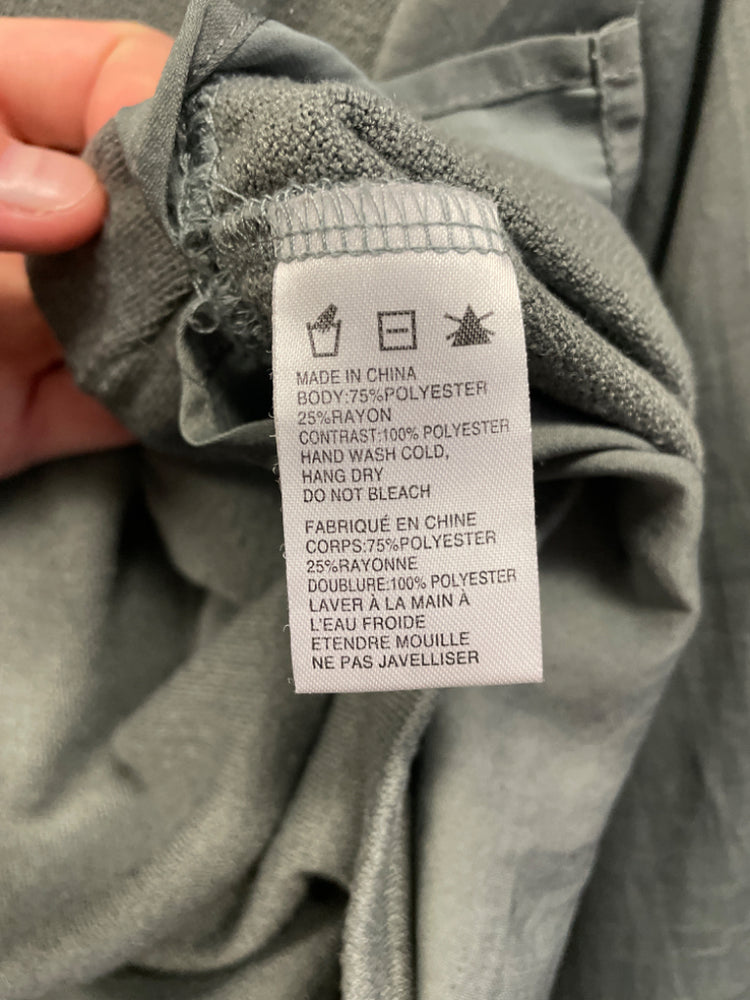 MADE IN CHINA
BODY:75%POLYESTER
25%RAYON
CONTRAST:100% POLYESTER
HAND WASH COLD,
HANG DRY
DO NOT BLEACH
FABRIQUÉ EN CHINE
CORPS:75%POLYESTER
25%RAYONNE
DOUBLURE:100% POLYESTER
LAVER À LA MAIN À
L'EAU FROIDE
ETENDRE MOUILLE
NE PAS JAVELLISER